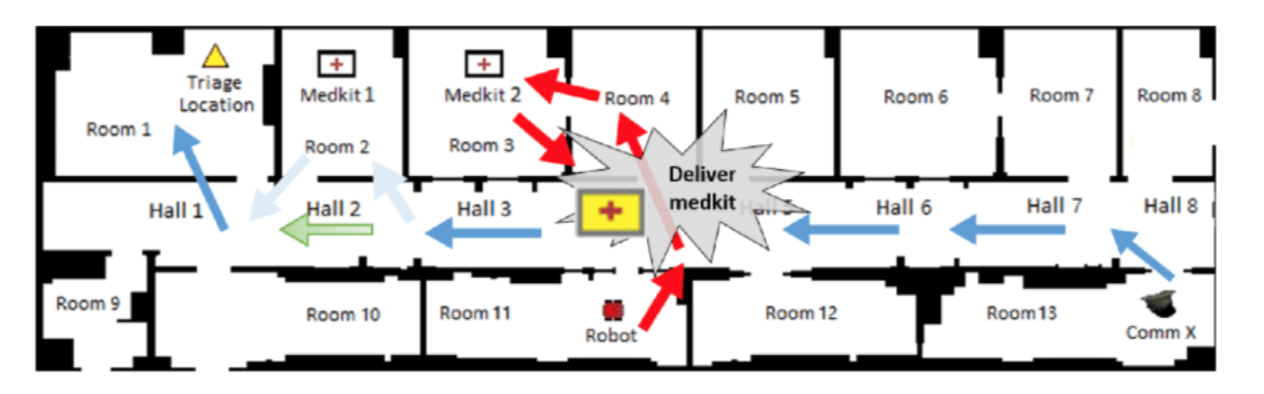 Triage
Location
Medkit 1
Medkit 2
Room 1
Room 2
Room 3
Room 4
Room 5
Room 6
Room 7
Room 8
Deliver
medkit
Hall 1
Hall 2
Hall 3
Hall 5
Hall 6
Hall 7
Hall 8
Room 9
Room 10
Room 11
Robot
Room 12
Room13
Comm X